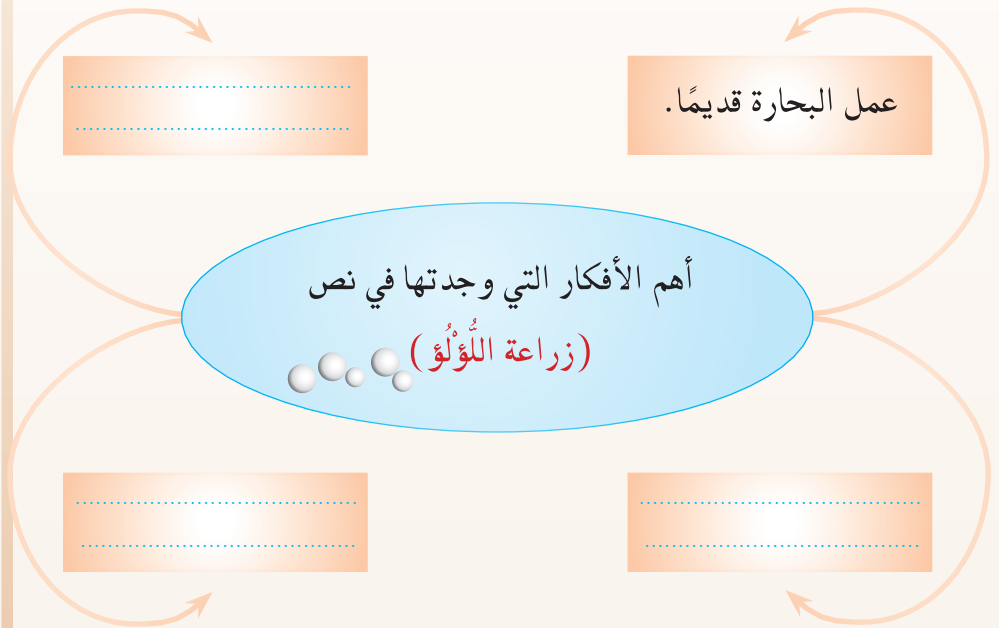 عمل البحارة قديمًا.
أهم الأفكار التي وجدتها في نص
(زراعة اللُّؤْلُؤ)